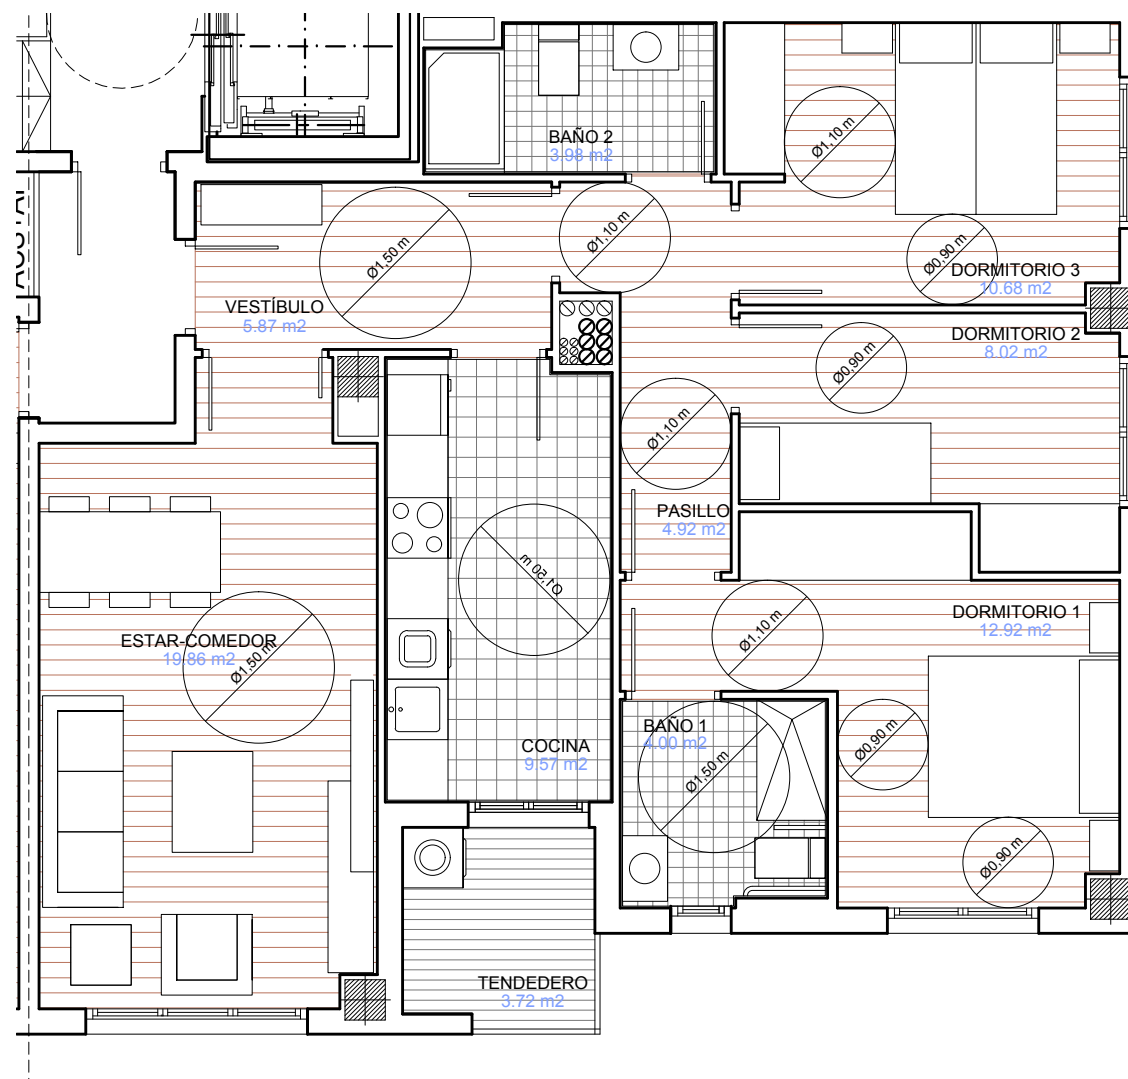 BAÑO 2
3.98 m2
Ø1,10 m
Ø1,50 m
Ø1,10 m
Ø0,90 m
DORMITORIO 3
10.68 m2
VESTÍBULO
5.87 m2
DORMITORIO 2
8.02 m2
Ø0,90 m
Ø1,10 m
PASILLO
4.92 m2
Ø1,50 m
DORMITORIO 1
12.92 m2
Ø1,10 m
ESTAR-COMEDOR
19.86 m2
Ø1,50 m
BAÑO 1
4.00 m2
COCINA
9.57 m2
Ø1,50 m
Ø0,90 m
Ø0,90 m
TENDEDERO
3.72 m2